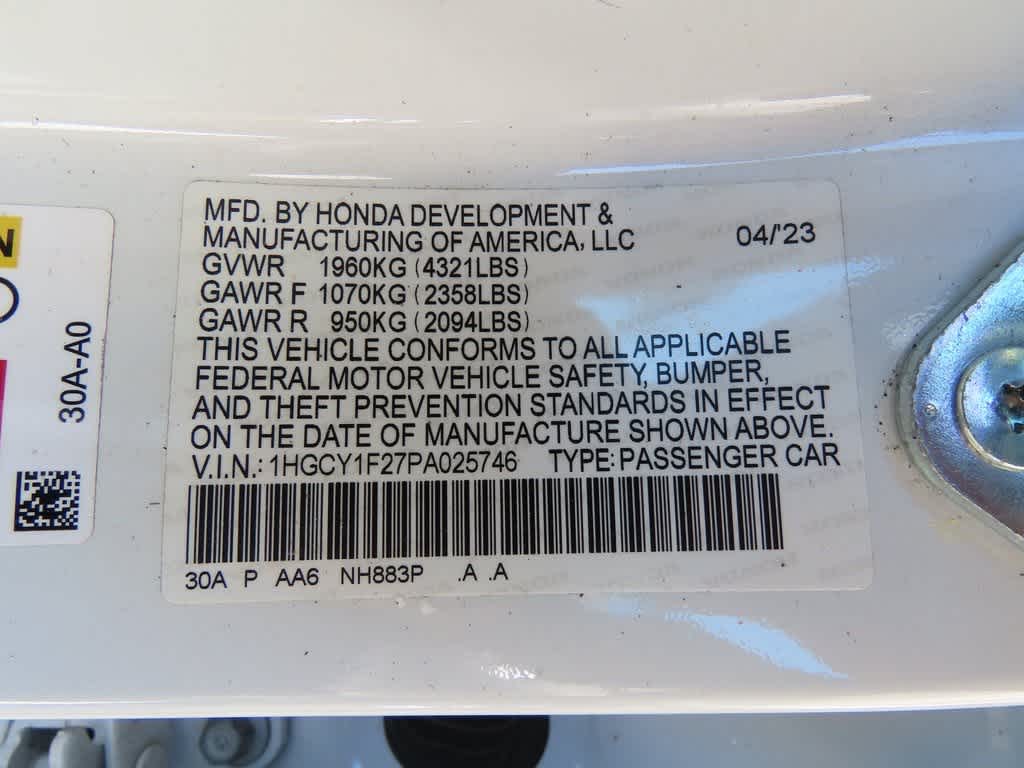 MFD. BY HONDA DEVELOPMENT &
MANUFACTURING OF AMERICA, LLC 04/'23
GVWR 1960KG (4321LBS)
GAWR F 1070KG (2358LBS)
GAWR R 950KG (2094LBS)
THIS VEHICLE CONFORMS TO ALL APPLICABLE
FEDERAL MOTOR VEHICLE SAFETY, BUMPER,
AND THEFT PREVENTION STANDARDS IN EFFECT
ON THE DATE OF MANUFACTURE SHOWN ABOVE.
V.I.N.: 1HGCY1F27PA025746 TYPE: PASSENGER CAR
30A P AA6 NH883P .A .A
N
30A-A0